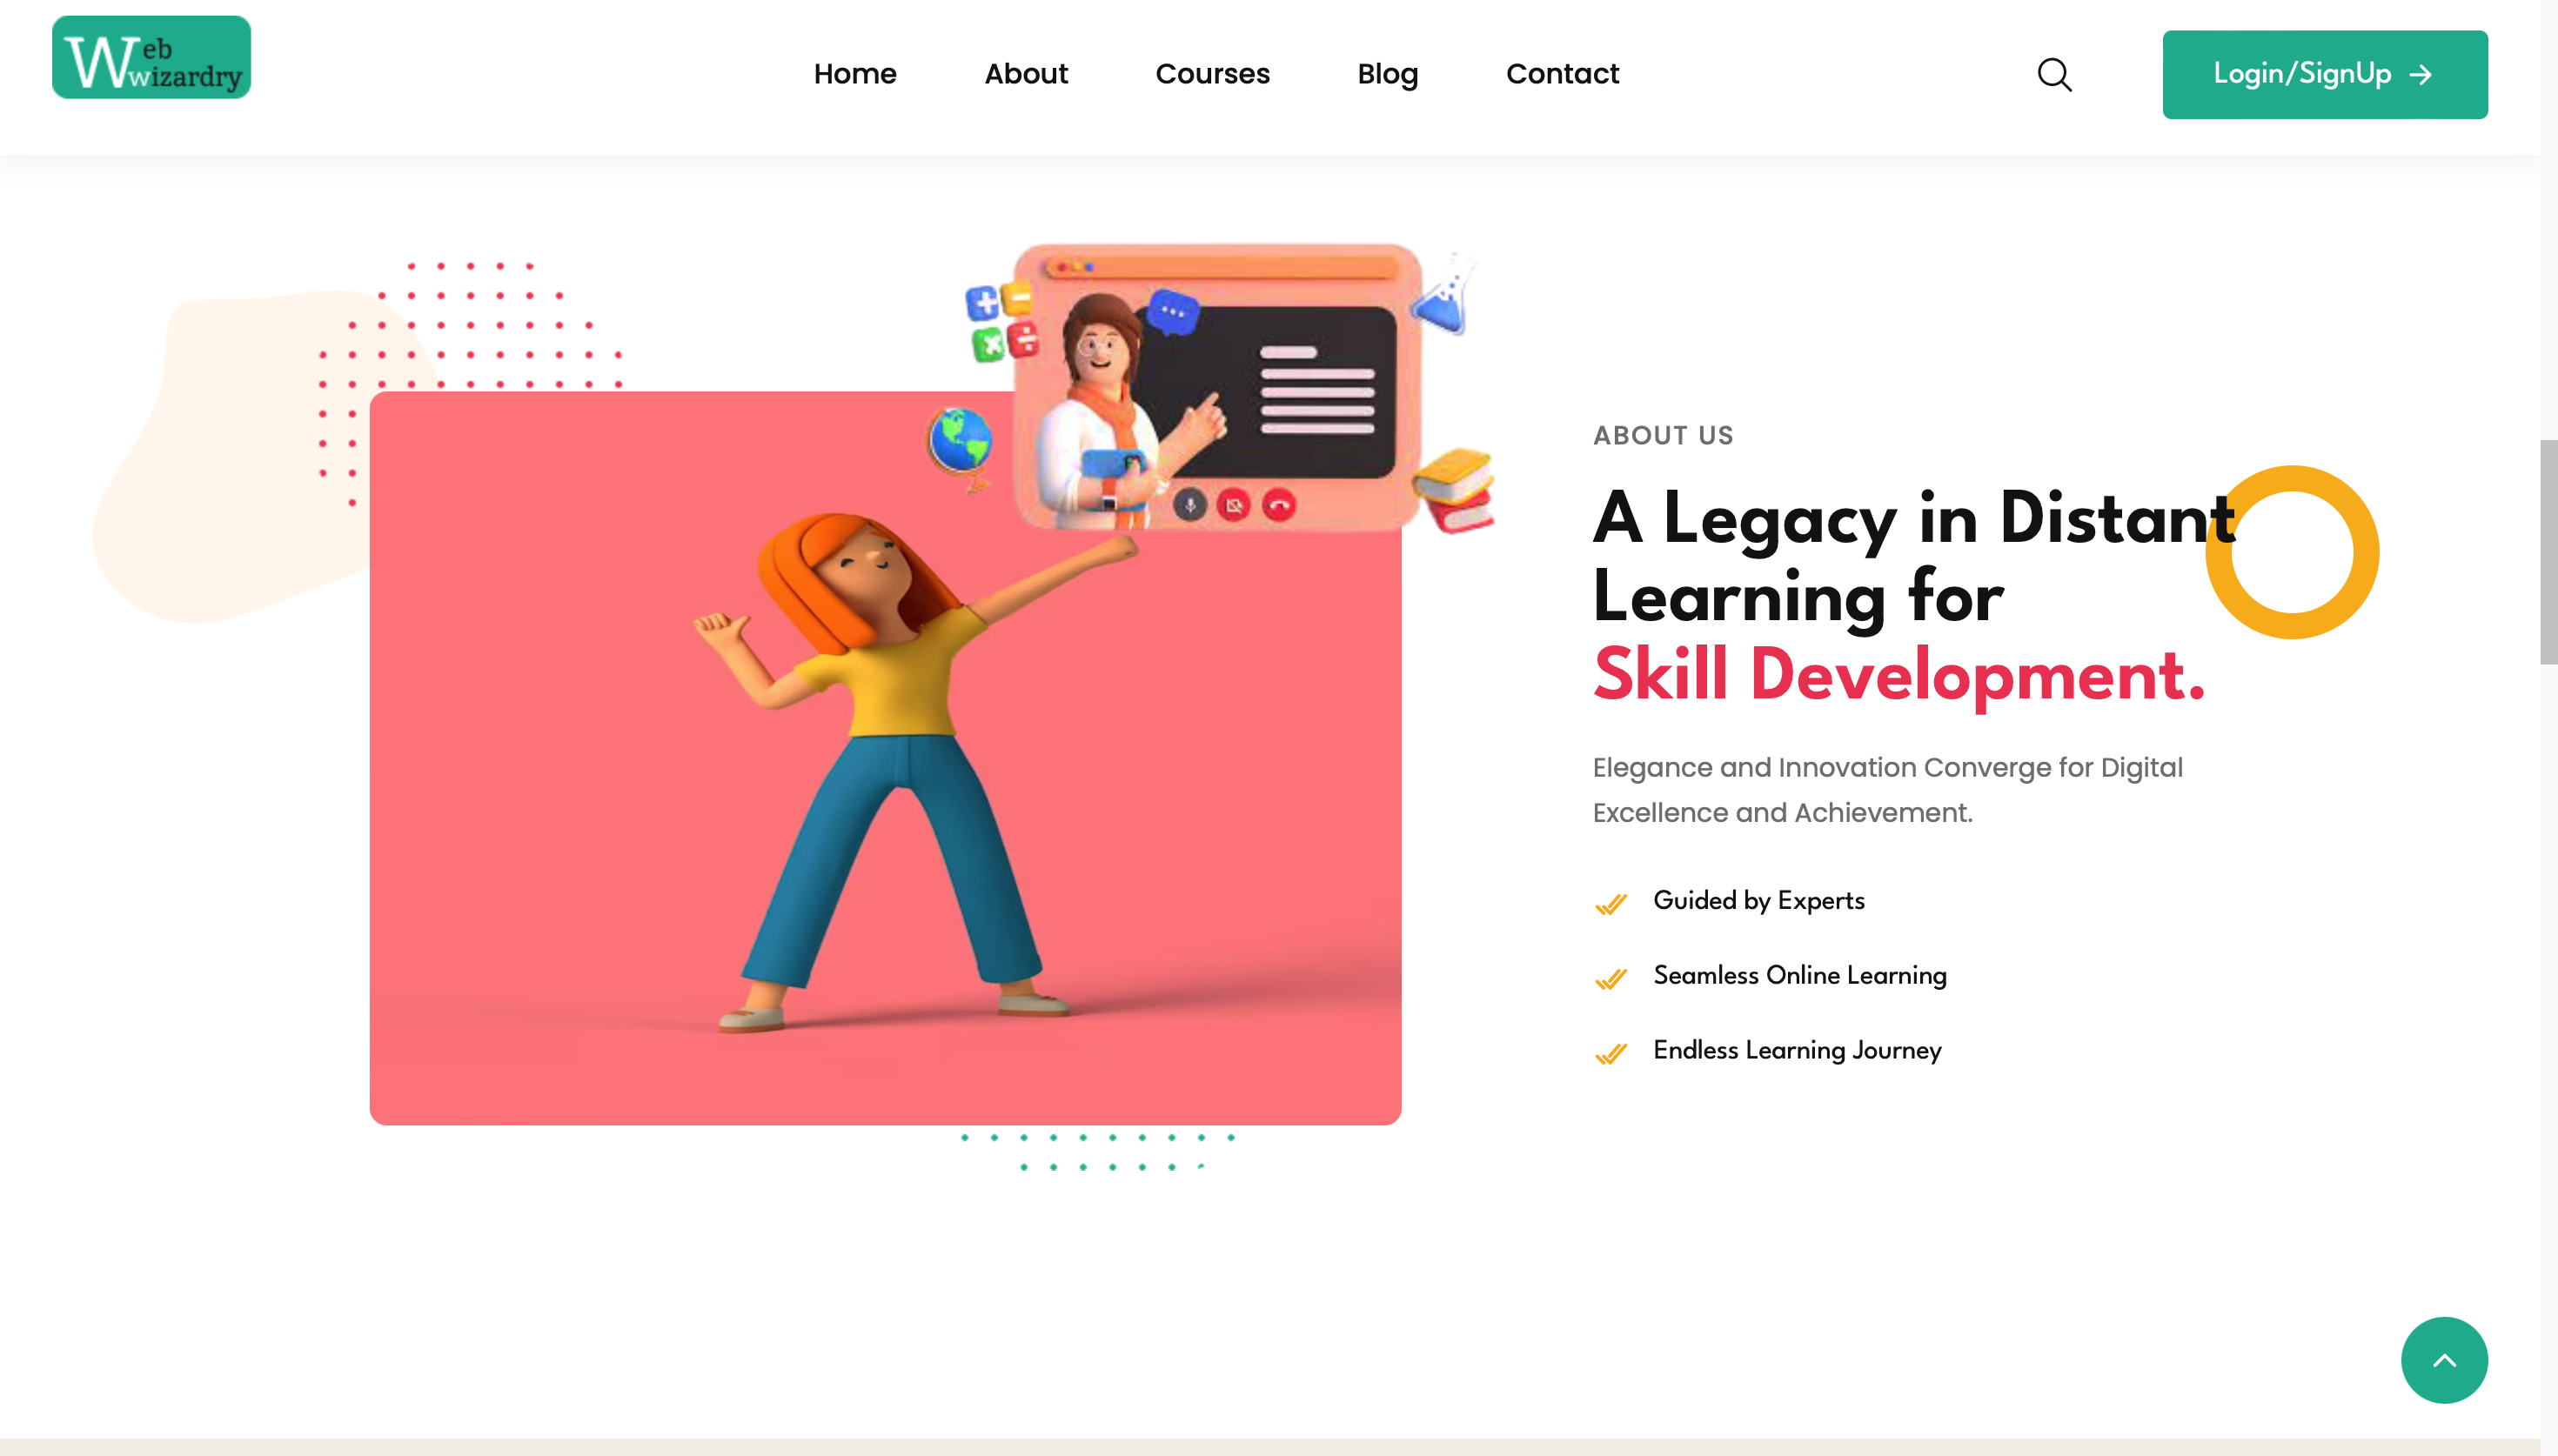 Web
wizardry
Home
About
Courses
Blog
Contact
Login/SignUp
ABOUT US
A Legacy in Distant
Learning for
Skill Development.
Elegance and Innovation Converge for Digital
Excellence and Achievement.
Guided by Experts
Seamless Online Learning
Endless Learning Journey